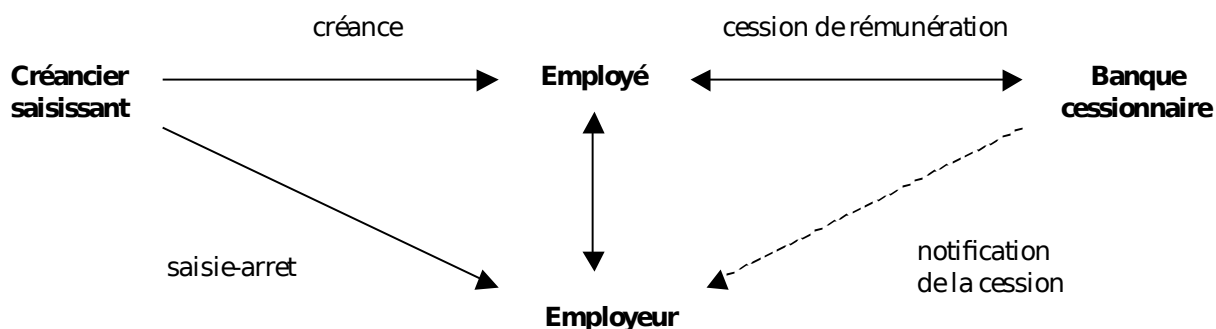 créance
cession de rémunération
Créancier
saisissant
Employé
Banque
cessionnaire
saisie-arret
notification
de la cession
Employeur